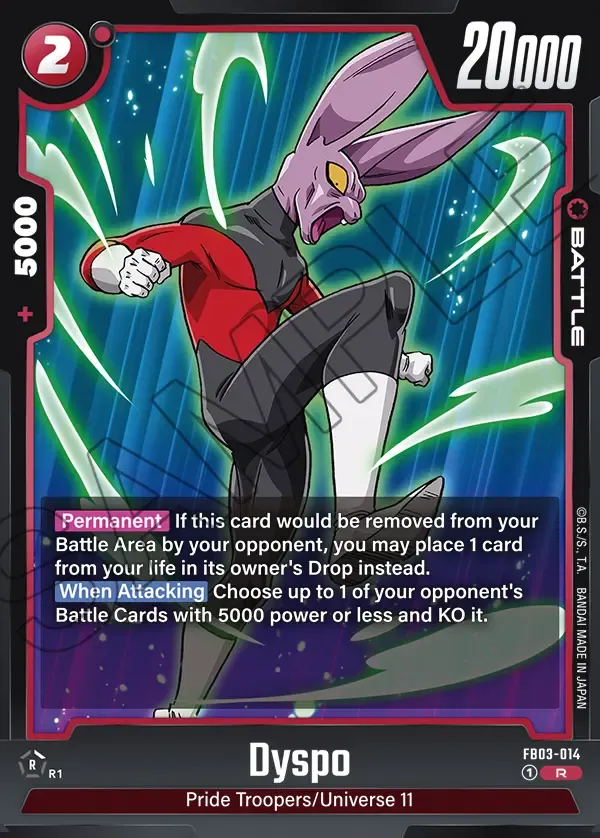 2
20000
+ 5000
BATTLE
SAMPLE
Permanent If this card would be removed from your
Battle Area by your opponent, you may place 1 card
from your life in its owner's Drop instead.
When Attacking Choose up to 1 of your opponent's
Battle Cards with 5000 power or less and KO it.
©B.S./S., T.A. BANDAI MADE IN JAPAN
R
R1
Dyspo
FB03-014
1 R
Pride Troopers/Universe 11